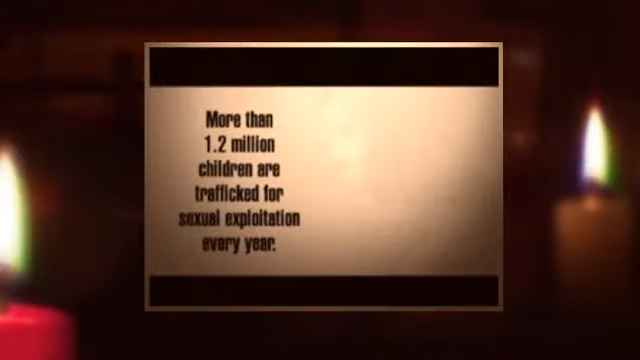 More than
1.2 million
children are
trafficked for
sexual exploitation
every year.